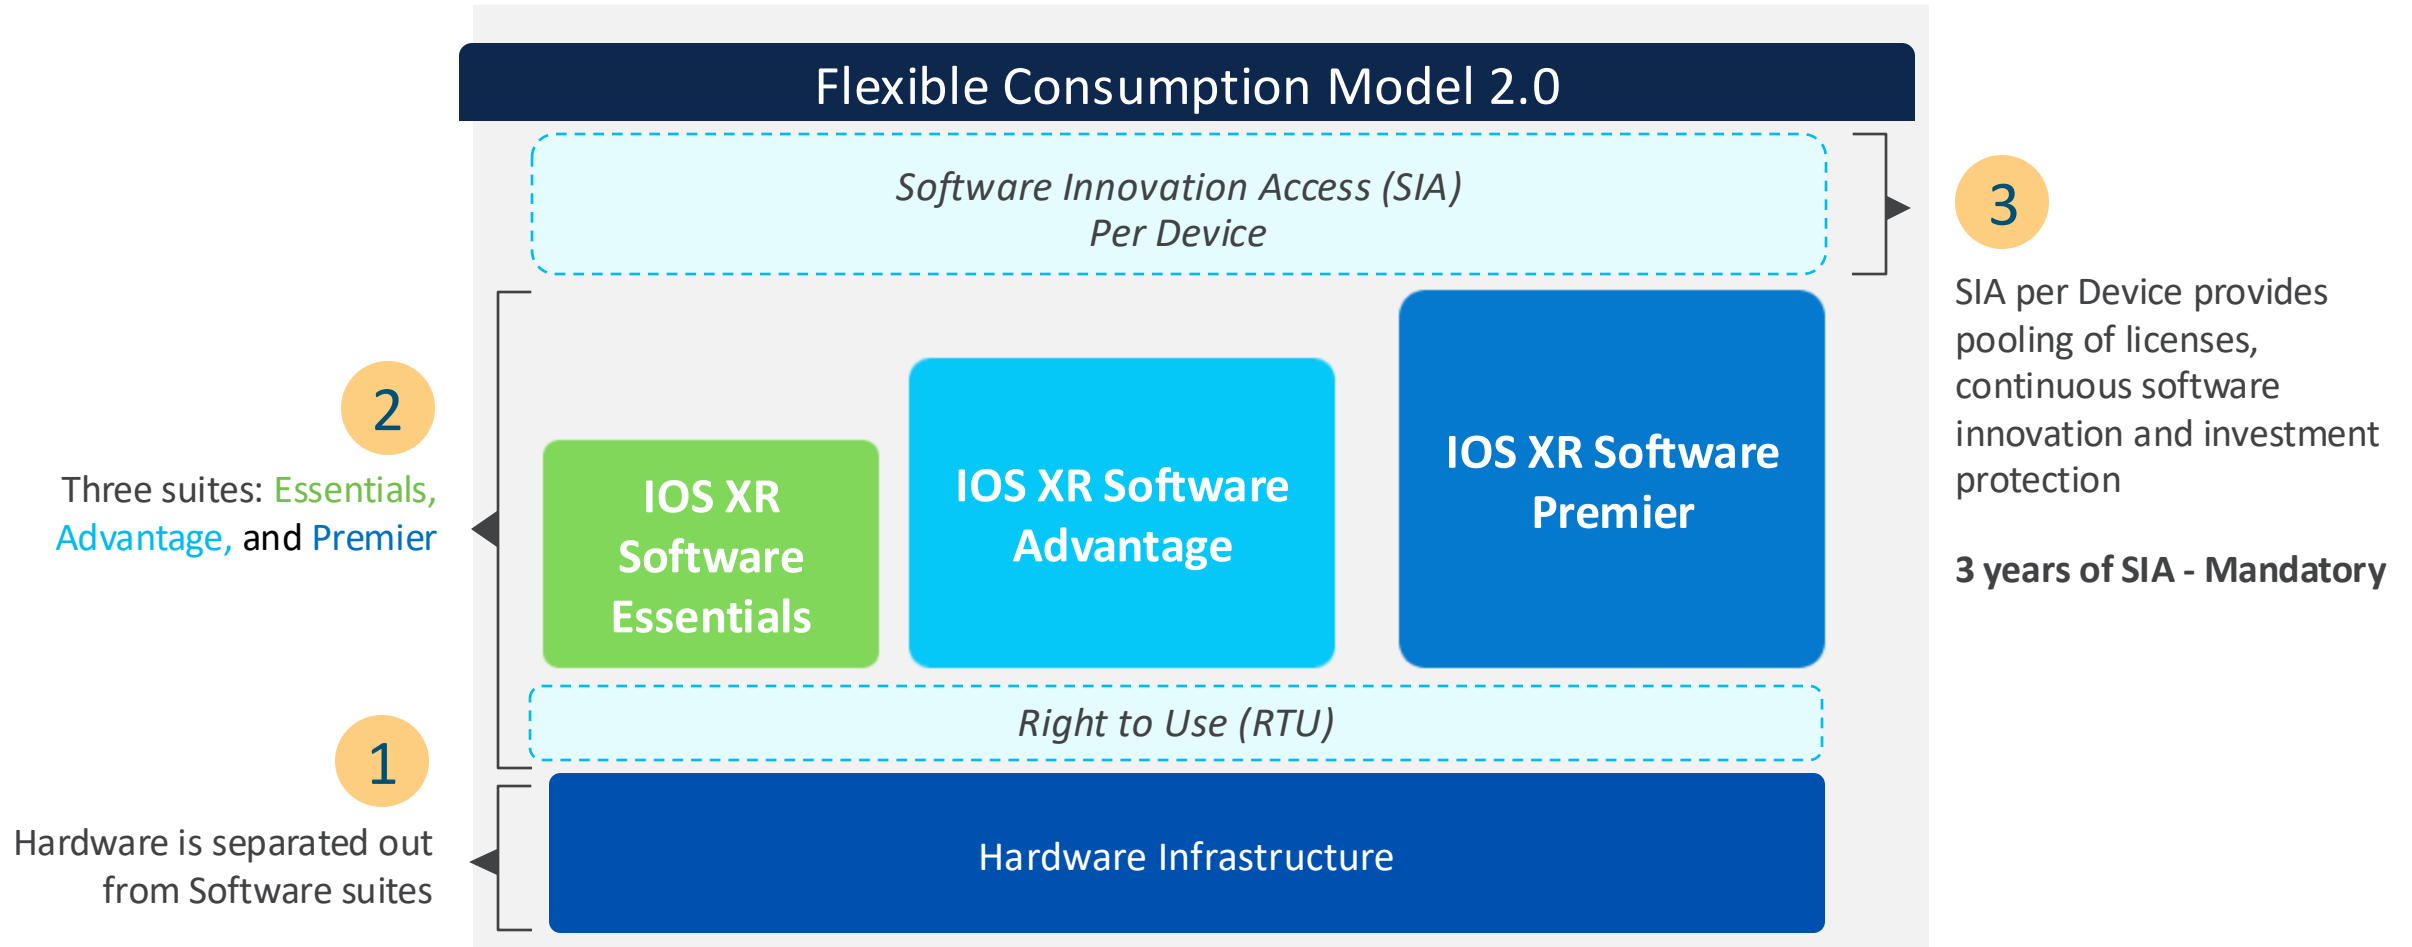 Flexible Consumption Model 2.0
Software Innovation Access (SIA)
Per Device
3
SIA per Device provides
pooling of licenses,
continuous software
innovation and investment
protection
3 years of SIA - Mandatory
2
Three suites: Essentials,
Advantage, and Premier
IOS XR
Software
Essentials
IOS XR Software
Advantage
IOS XR Software
Premier
Right to Use (RTU)
1
Hardware is separated out
from Software suites
Hardware Infrastructure